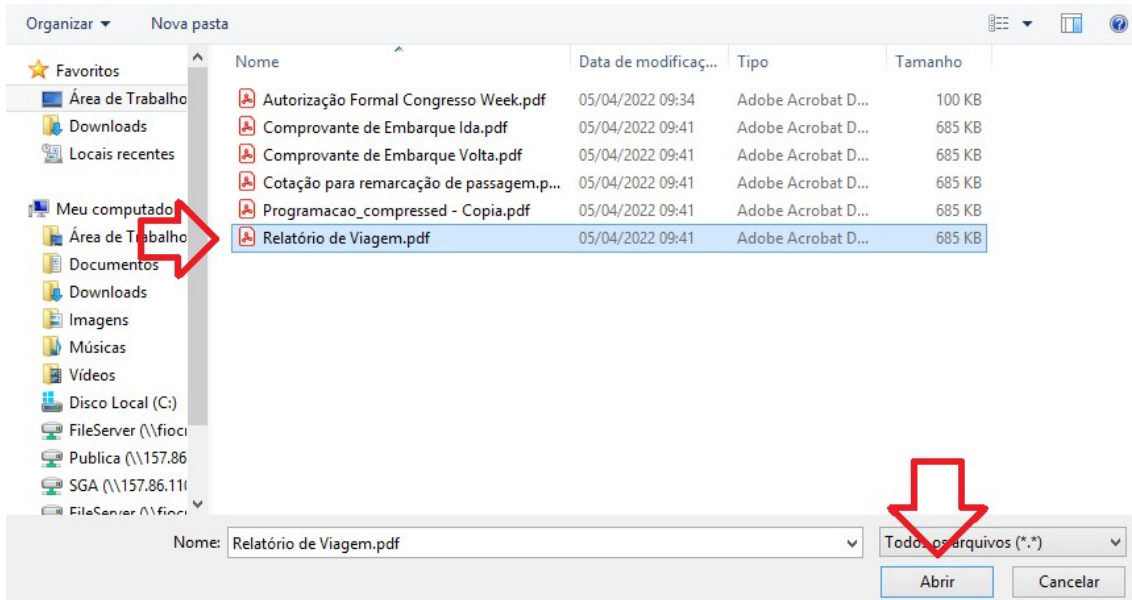 Organizar Nova pasta
Favoritos
Área de Trabalho
Downloads
Locais recentes
Meu computado
Área de Trabalho
Documentos
Downloads
Imagens
Músicas
Vídeos
Disco Local (C:)
FileServer (\\fioc
Publica (\\157.86
SGA (\\157.86.110
FileServer (\\fioc
Nome Data de modificaç... Tipo Tamanho
Autorização Formal Congresso Week.pdf 05/04/2022 09:34 Adobe Acrobat D... 100 KB
Comprovante de Embarque Ida.pdf 05/04/2022 09:41 Adobe Acrobat D... 685 KB
Comprovante de Embarque Volta.pdf 05/04/2022 09:41 Adobe Acrobat D... 685 KB
Cotação para remarcação de passagem.p... 05/04/2022 09:41 Adobe Acrobat D... 685 KB
Programacao_compressed - Copia.pdf 05/04/2022 09:41 Adobe Acrobat D... 685 KB
Relatório de Viagem.pdf 05/04/2022 09:41 Adobe Acrobat D... 685 KB
Nome: Relatório de Viagem.pdf Todos os arquivos (*.*)
Abrir Cancelar